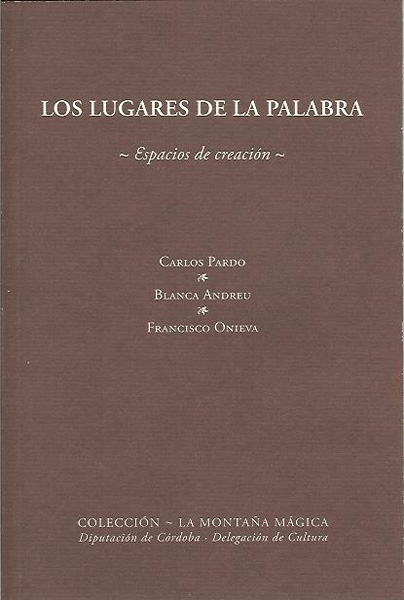 LOS LUGARES DE LA PALABRA
~ Espacios de creación ~
CARLOS PARDO
BLANCA ANDREU
FRANCISCO ONIEVA
COLECCIÓN ~ LA MONTAÑA MÁGICA
Diputación de Córdoba · Delegación de Cultura